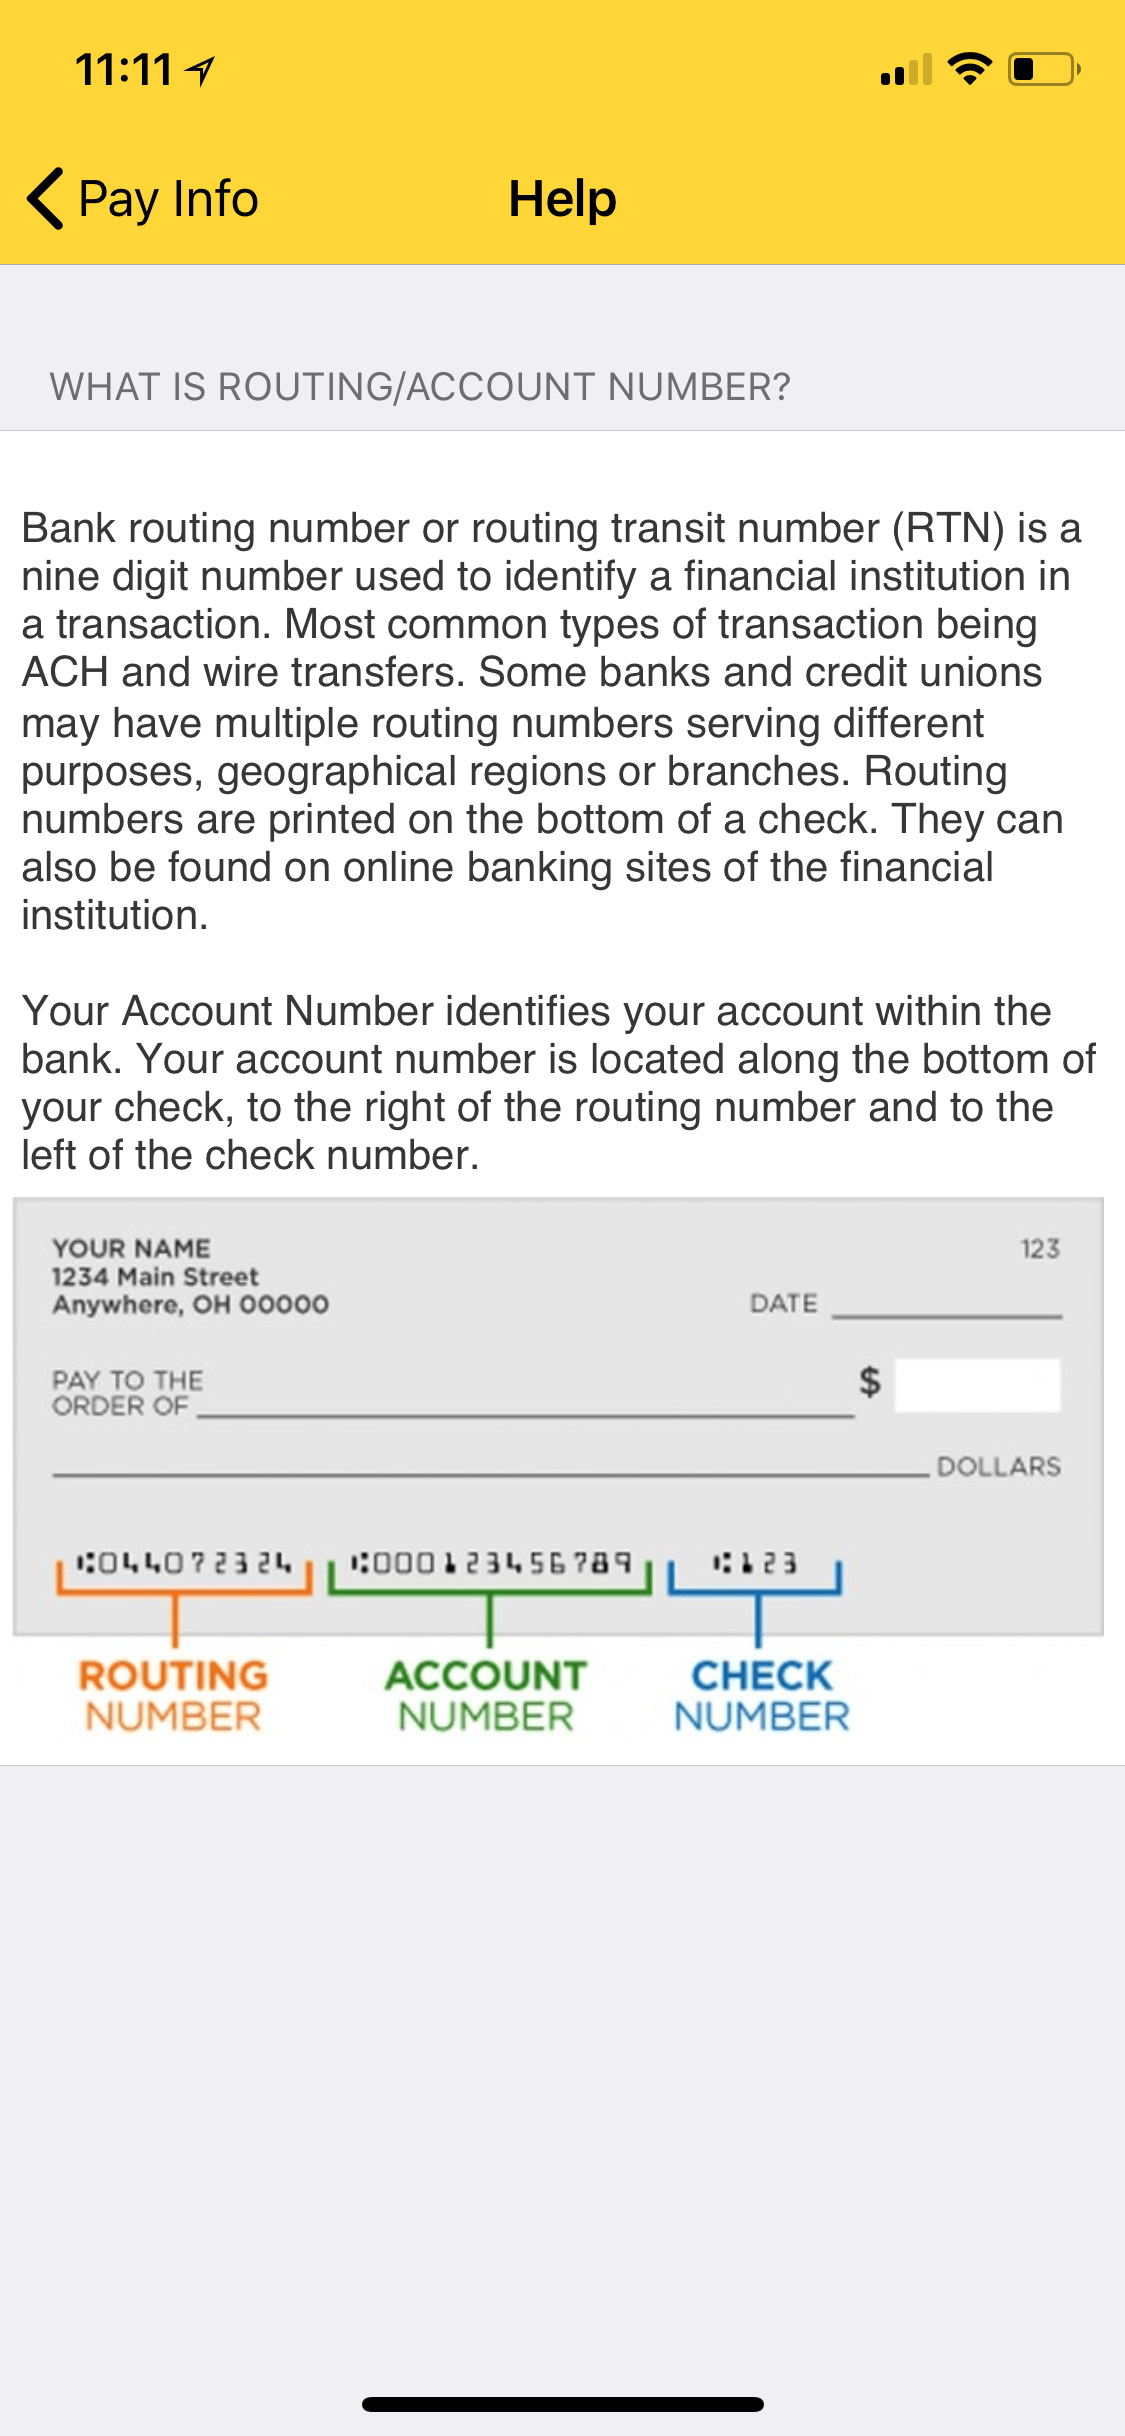 11:11
Pay Info
Help
WHAT IS ROUTING/ACCOUNT NUMBER?
Bank routing number or routing transit number (RTN) is a
nine digit number used to identify a financial institution in
a transaction. Most common types of transaction being
ACH and wire transfers. Some banks and credit unions
may have multiple routing numbers serving different
purposes, geographical regions or branches. Routing
numbers are printed on the bottom of a check. They can
also be found on online banking sites of the financial
institution.
Your Account Number identifies your account within the
bank. Your account number is located along the bottom of
your check, to the right of the routing number and to the
left of the check number.
YOUR NAME
123
1234 Main Street
Anywhere, OH 00000
DATE
PAY TO THE
ORDER OF
$
DOLLARS
⑆044072324 ⑆000123456789 ⑆123
ROUTING ACCOUNT CHECK
NUMBER NUMBER NUMBER